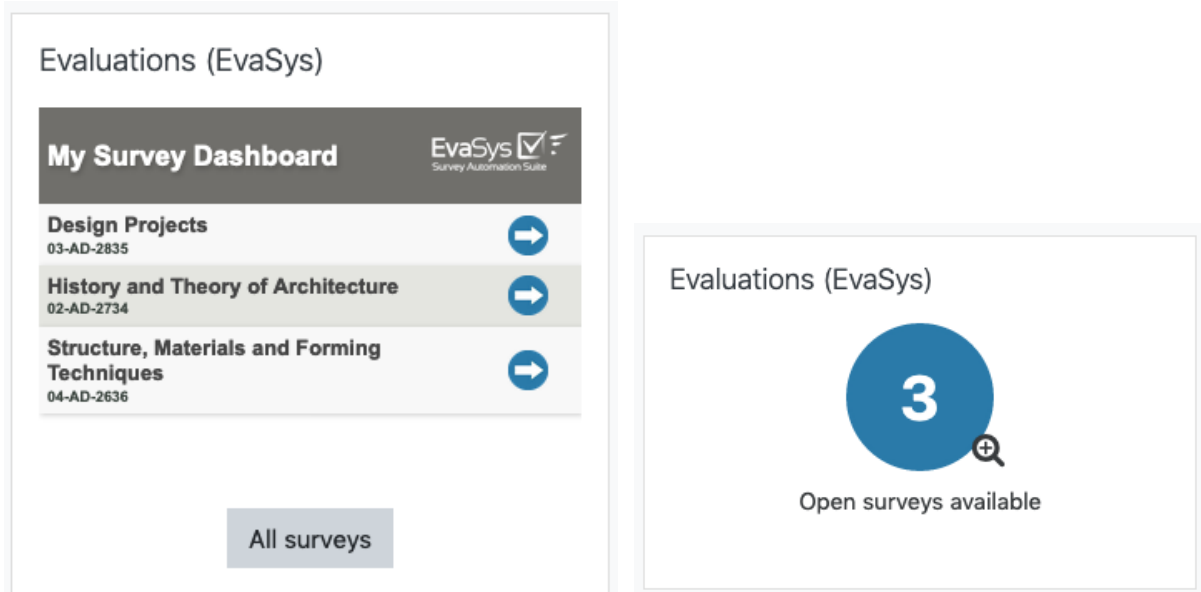 Evaluations (EvaSys)
My Survey Dashboard
EvaSys
Survey Automation Suite
Design Projects
03-AD-2835
History and Theory of Architecture
02-AD-2734
Structure, Materials and Forming
Techniques
04-AD-2636
All surveys
Evaluations (EvaSys)
3
Open surveys available